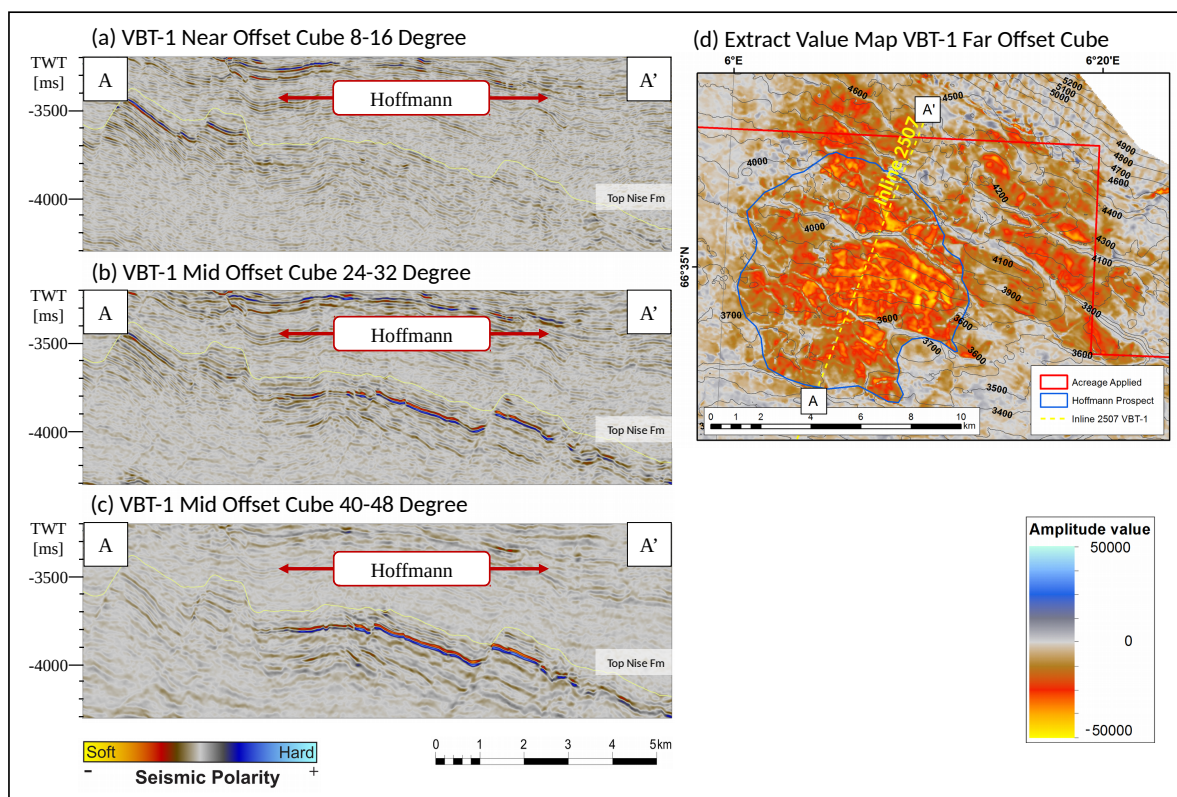 (a) VBT-1 Near Offset Cube 8-16 Degree
TWT
[ms]
A
A'
Hoffmann
-3500
-4000
Top Nise Fm
(b) VBT-1 Mid Offset Cube 24-32 Degree
TWT
[ms]
A
A'
Hoffmann
-3500
-4000
Top Nise Fm
(c) VBT-1 Mid Offset Cube 40-48 Degree
TWT
[ms]
A
A'
Hoffmann
-3500
-4000
Top Nise Fm
Soft
Hard
-
+
Seismic Polarity
0 1 2 3 4 5km
(d) Extract Value Map VBT-1 Far Offset Cube
6°E
6°20'E
66°35'N
A'
Inline 2507
A
4600
4500
5200
5100
5000
4900
4800
4700
4600
4000
4200
4400
4300
4100
4000
4100
3900
3800
3700
3600
3600
3700
3600
3600
3500
3400
Acreage Applied
Hoffmann Prospect
Inline 2507 VBT-1
0 1 2 4 6 8 10
km
Amplitude value
50000
0
-50000